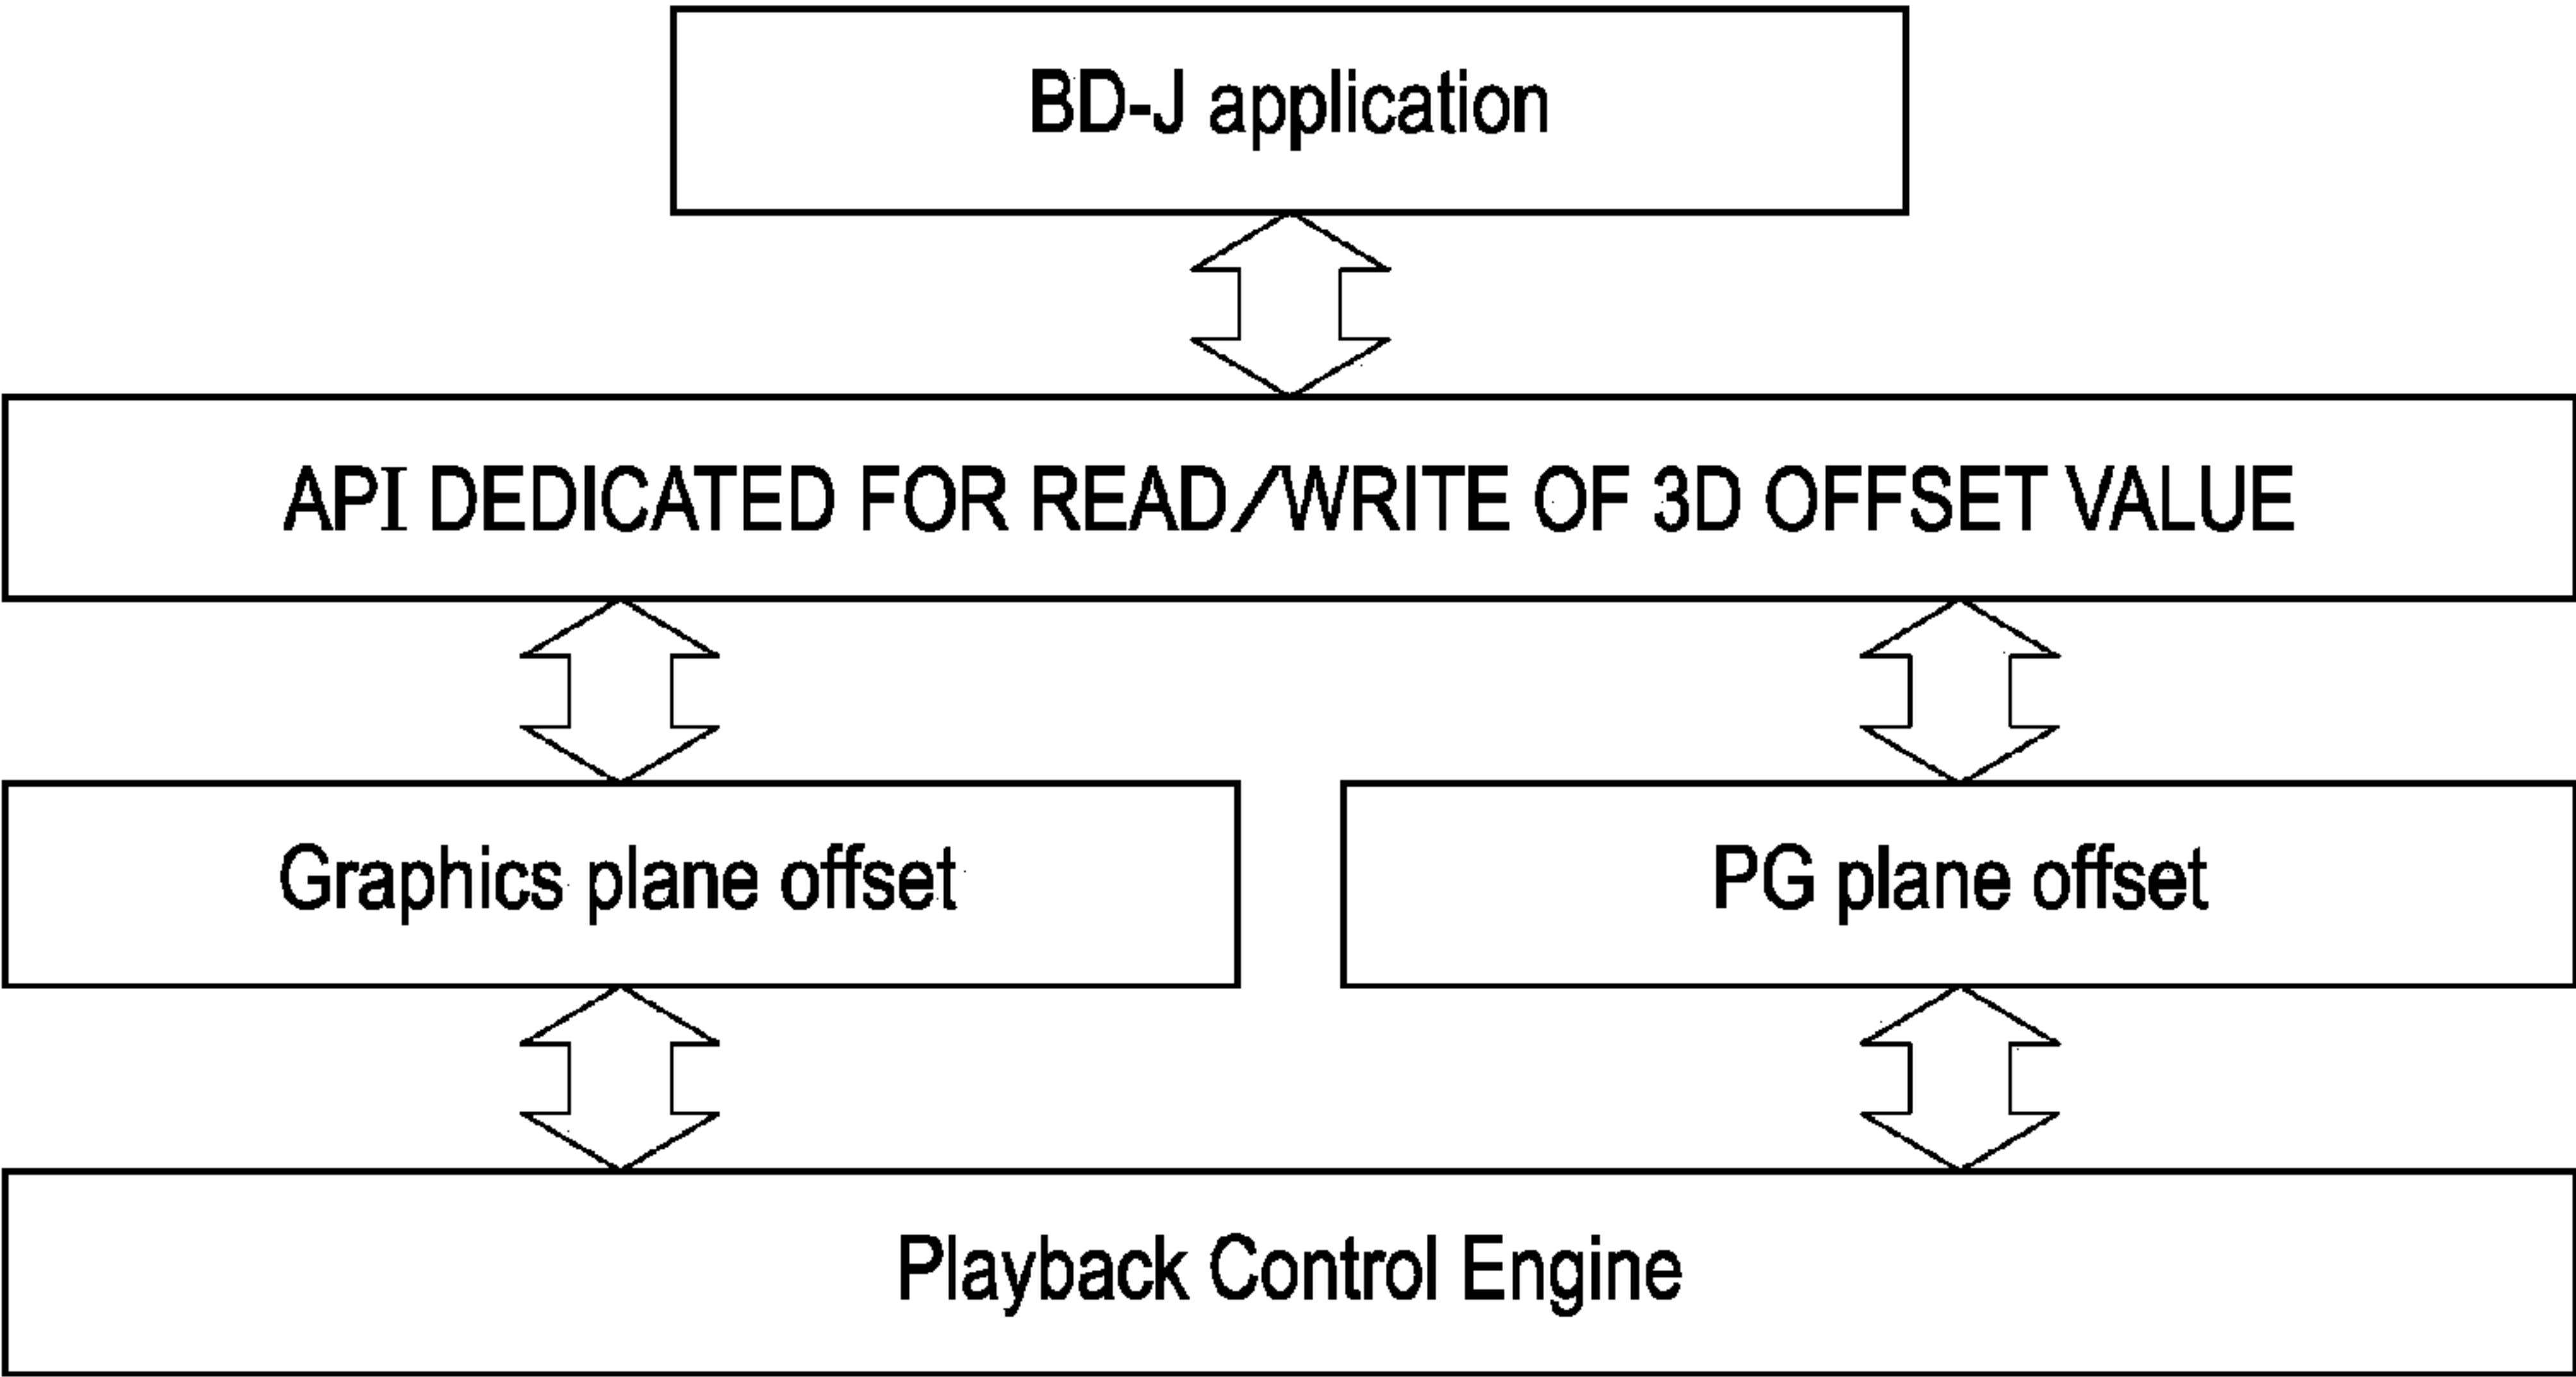 BD-J application
API DEDICATED FOR READ/WRITE OF 3D OFFSET VALUE
Graphics plane offset
PG plane offset
Playback Control Engine